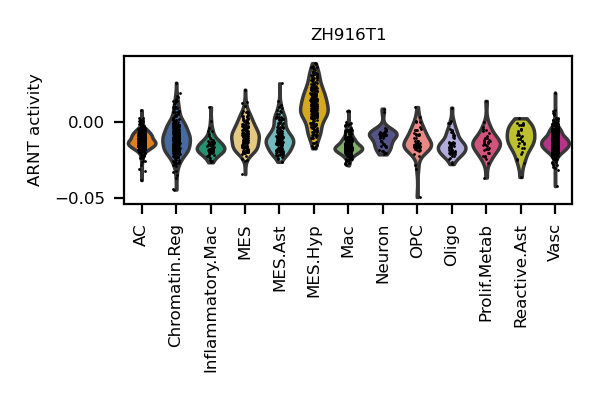 ZH916T1
ARNT activity
0.00
−0.05
AC
Chromatin.Reg
Inflammatory.Mac
MES
MES.Ast
MES.Hyp
Mac
Neuron
OPC
Oligo
Prolif.Metab
Reactive.Ast
Vasc